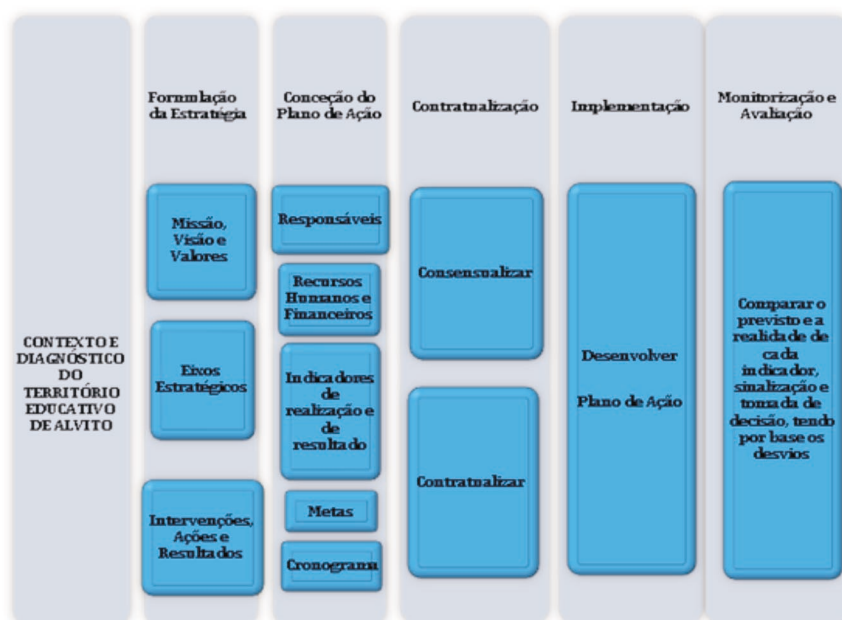 CONTEXTO E
DIAGNÓSTICO
DO
TERRITÓRIO
EDUCATIVO
DE ALVITO
Formulação
da Estratégia
Missão,
Visão e
Valores
Eixos
Estratégicos
Intervenções,
Ações e
Resultados
Conceção do
Plano de Ação
Responsáveis
Recursos
Humanos e
Financeiros
Indicadores
de
realização e
de
resultado
Metas
Cronograma
Contratualização
Consensualizar
Contratualizar
Implementação
Desenvolver
Plano de Ação
Monitorização e
Avaliação
Comparar o
previsto e a
realidade de
cada
indicador,
sinalização e
tomada de
decisão, tendo
por base os
desvios